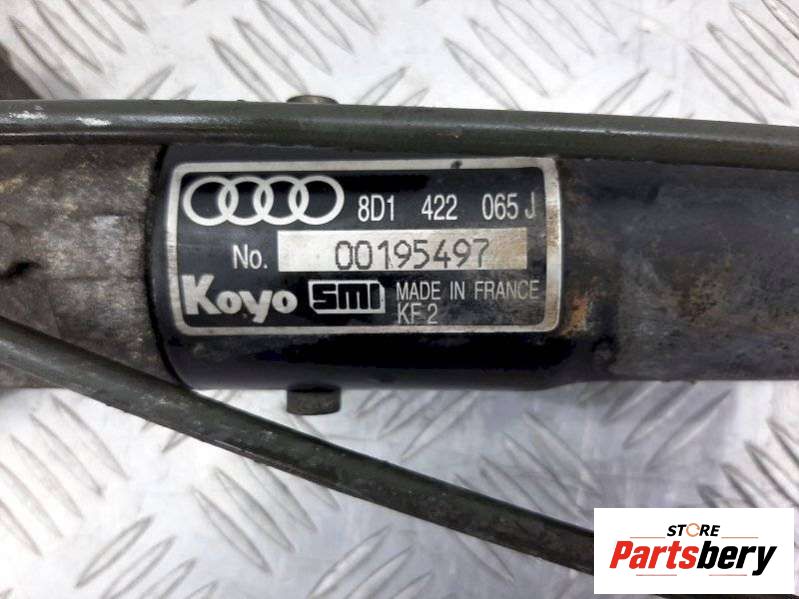 8D1 422 065 J
No. 00195497
Koyo SMI MADE IN FRANCE
KF 2
STORE
Partsbery